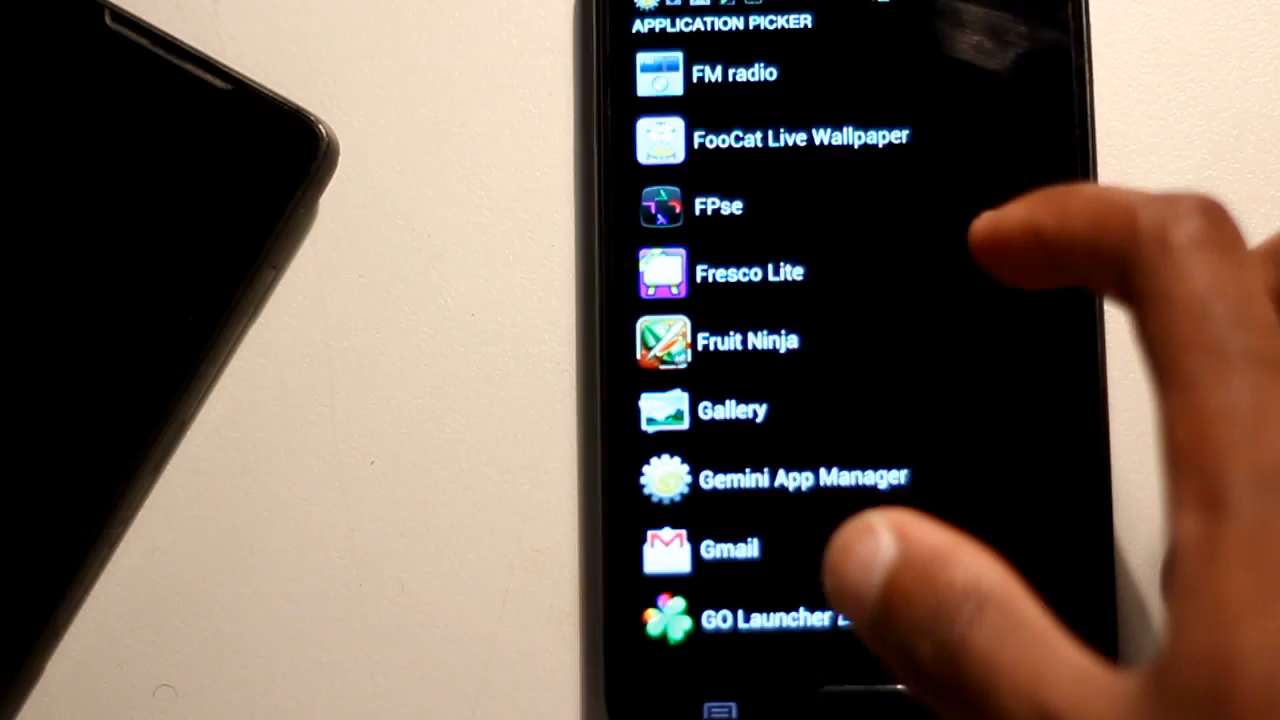 APPLICATION PICKER
FM radio
FooCat Live Wallpaper
FPse
Fresco Lite
Fruit Ninja
Gallery
Gemini App Manager
Gmail
GO Launcher